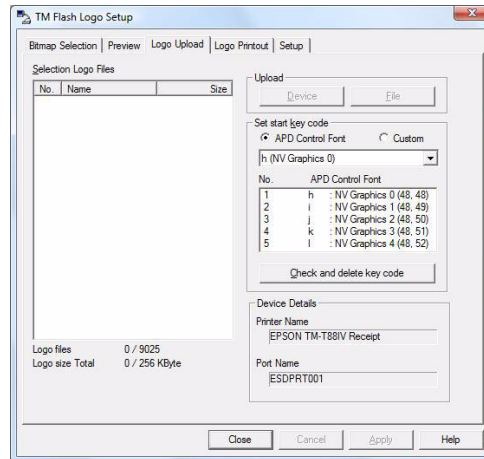 TM Flash Logo Setup
Bitmap Selection Preview Logo Upload Logo Printout Setup
Selection Logo Files
No. Name Size
Logo files 0 / 9025
Logo size Total 0 / 256 KByte
Upload
Device File
Set start key code
APD Control Font Custom
h (NV Graphics 0)
No. APD Control Font
1 h : NV Graphics 0 (48, 48)
2 i : NV Graphics 1 (48, 49)
3 j : NV Graphics 2 (48, 50)
4 k : NV Graphics 3 (48, 51)
5 l : NV Graphics 4 (48, 52)
Check and delete key code
Device Details
Printer Name
EPSON TM-T88IV Receipt
Port Name
ESDPRT001
Close Cancel Apply Help